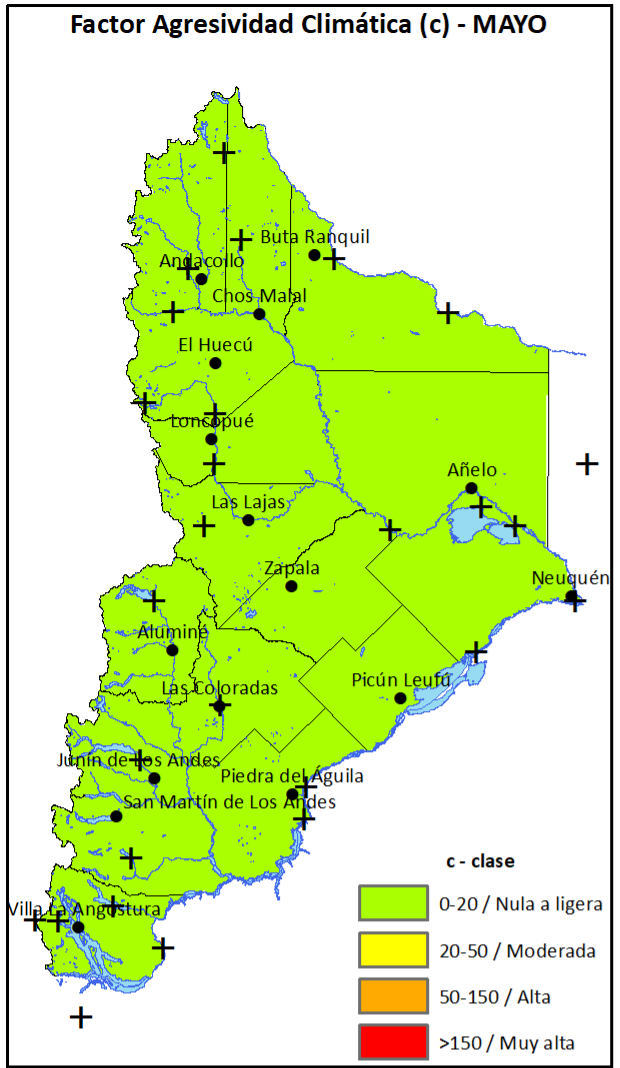 Factor Agresividad Climática (c) - MAYO
Buta Ranquil
Andacollo
Chos Malal
El Huecú
Loncopué
Añelo
Las Lajas
Zapala
Neuquén
Aluminé
Las Coloradas
Picún Leufú
Junín de Los Andes
Piedra del Águila
San Martín de Los Andes
Villa La Angostura
c - clase
0-20 / Nula a ligera
20-50 / Moderada
50-150 / Alta
>150 / Muy alta